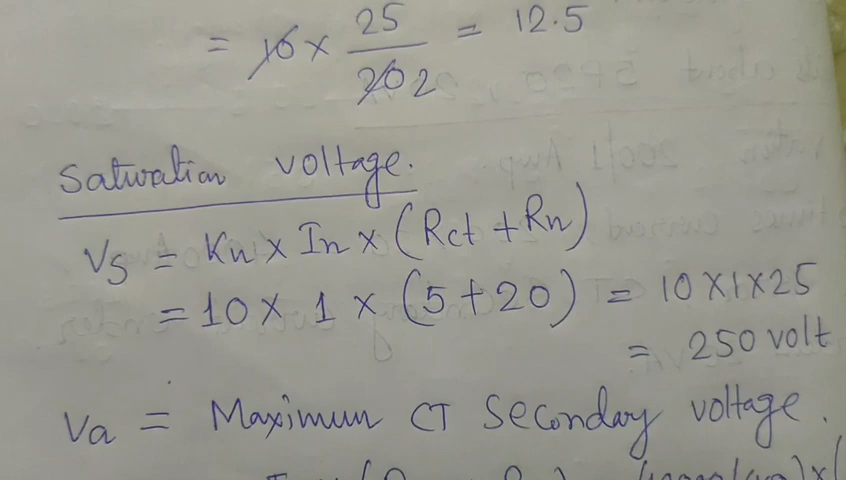 = 10 × 25/202 = 12.5
Saturation voltage.
Vs = Kn × In × (Rct + Rn)
= 10 × 1 × (5+20) = 10 × 1 × 25
= 250 volt
Va = Maximum CT Secondary voltage.